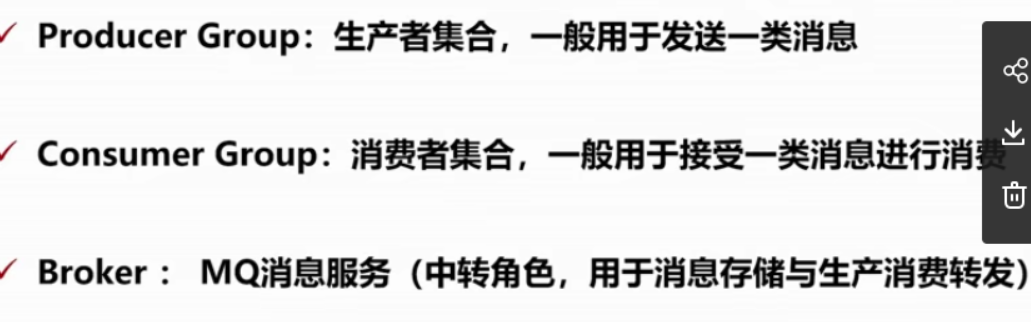 Producer Group：生产者集合，一般用于发送一类消息
Consumer Group：消费者集合，一般用于接受一类消息进行消费
Broker ： MQ消息服务（中转角色，用于消息存储与生产消费转发）